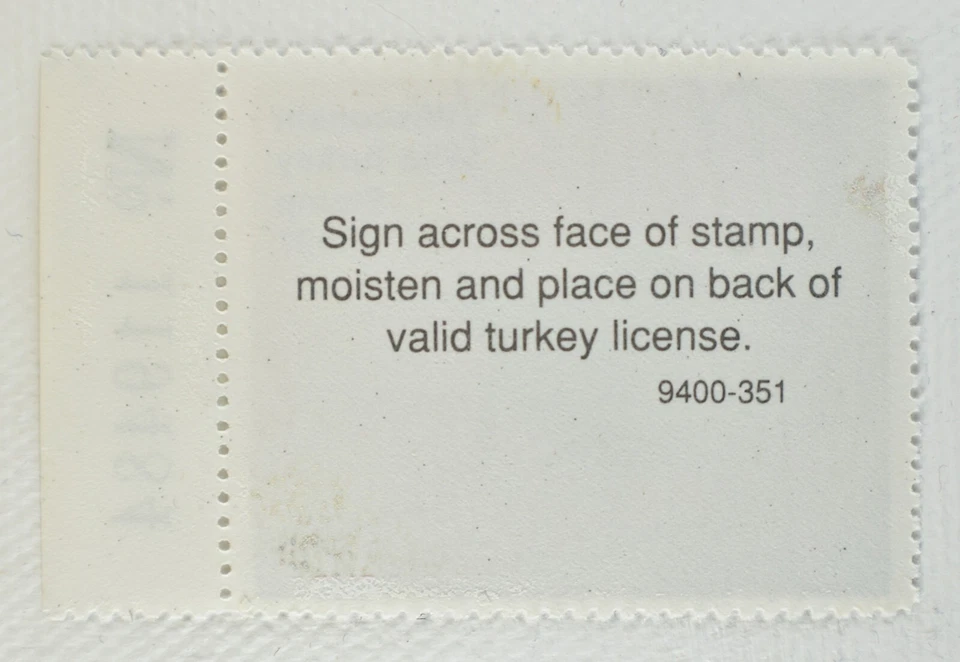 Sign across face of stamp,
moisten and place on back of
valid turkey license.
9400-351